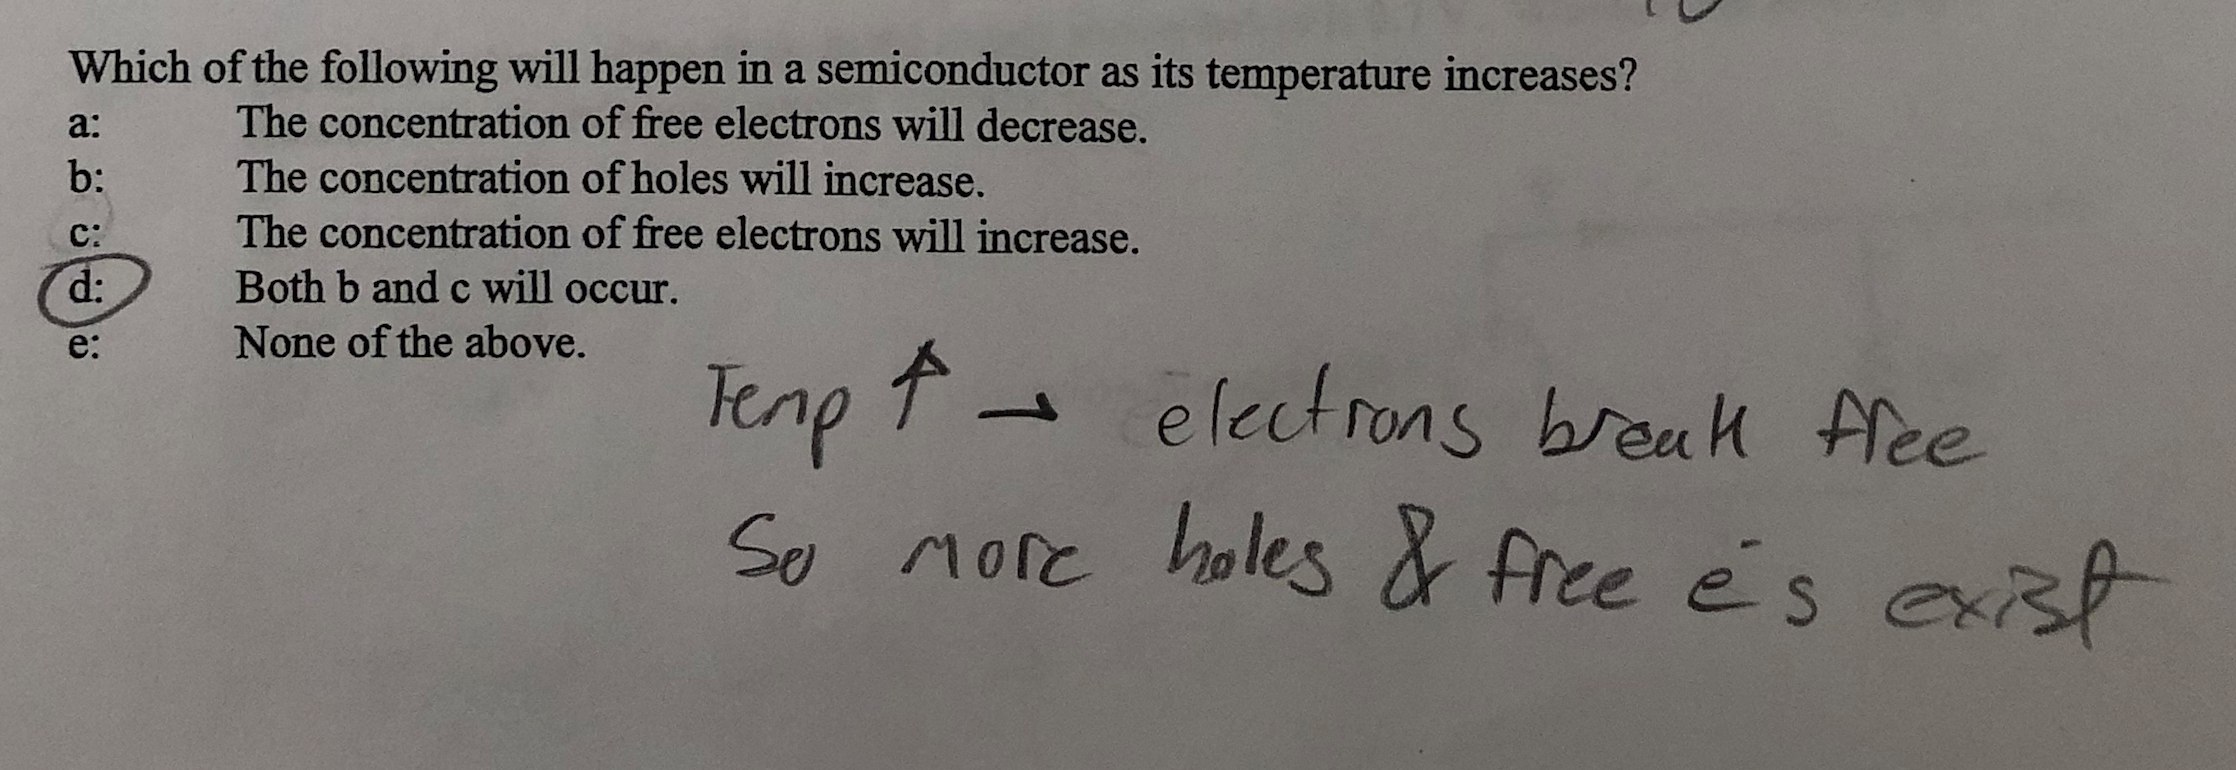 Which of the following will happen in a semiconductor as its temperature increases?
a: The concentration of free electrons will decrease.
b: The concentration of holes will increase.
c: The concentration of free electrons will increase.
d: Both b and c will occur.
e: None of the above.
Temp ↑ → electrons break free
So more holes & free e⁻s exist